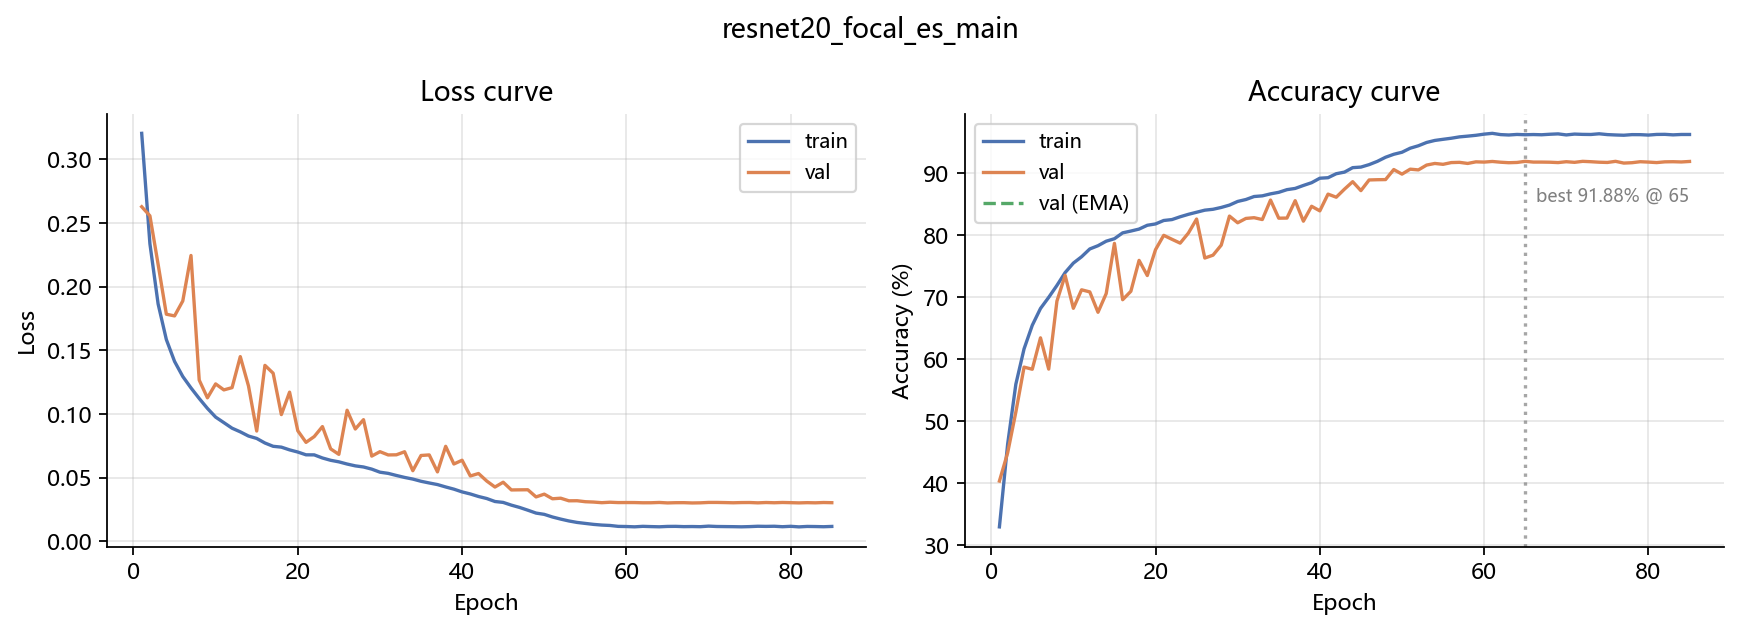 resnet20_focal_es_main
Loss curve
train
val
0.30
0.25
0.20
0.15
0.10
0.05
0.00
Loss
0
20
40
60
80
Epoch
Accuracy curve
train
val
val (EMA)
best 91.88% @ 65
90
80
70
60
50
40
30
Accuracy (%)
0
20
40
60
80
Epoch